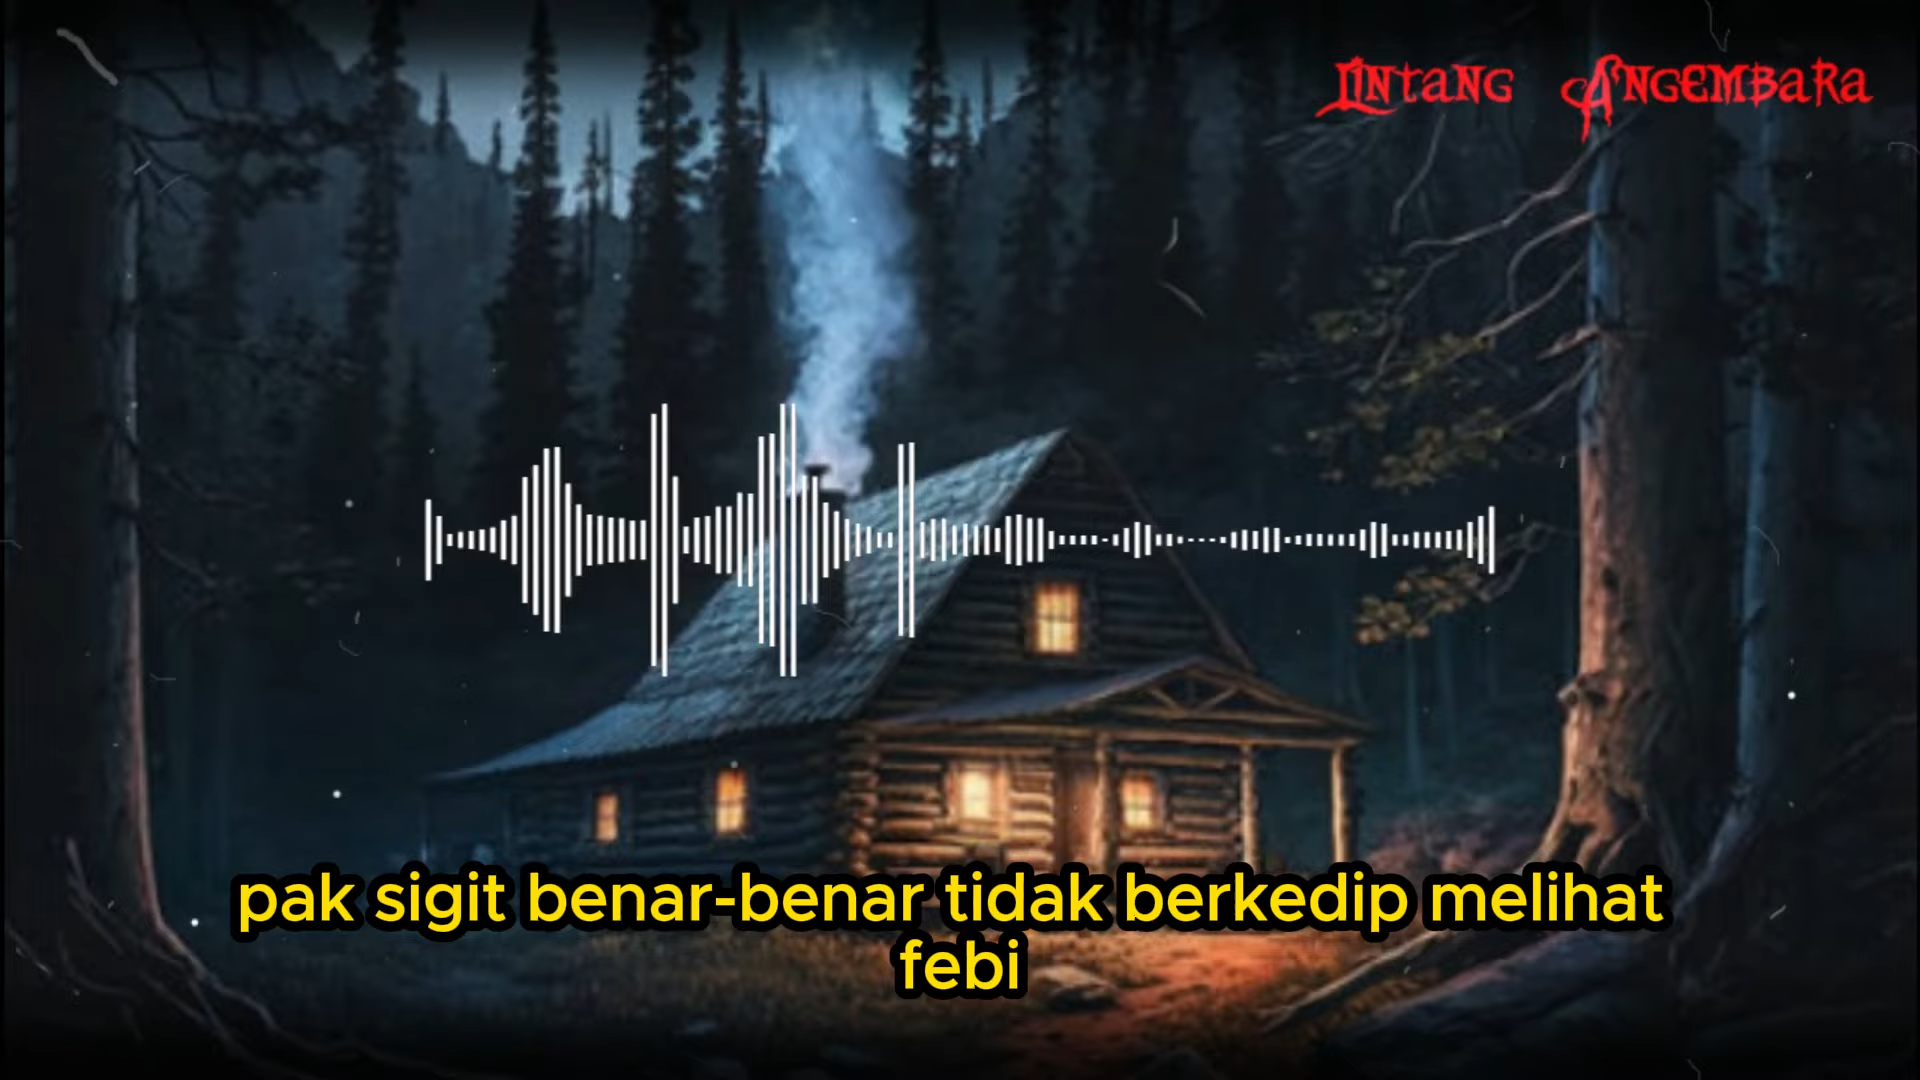 Lintang Angembara
pak sigit benar-benar tidak berkedip melihat
febi